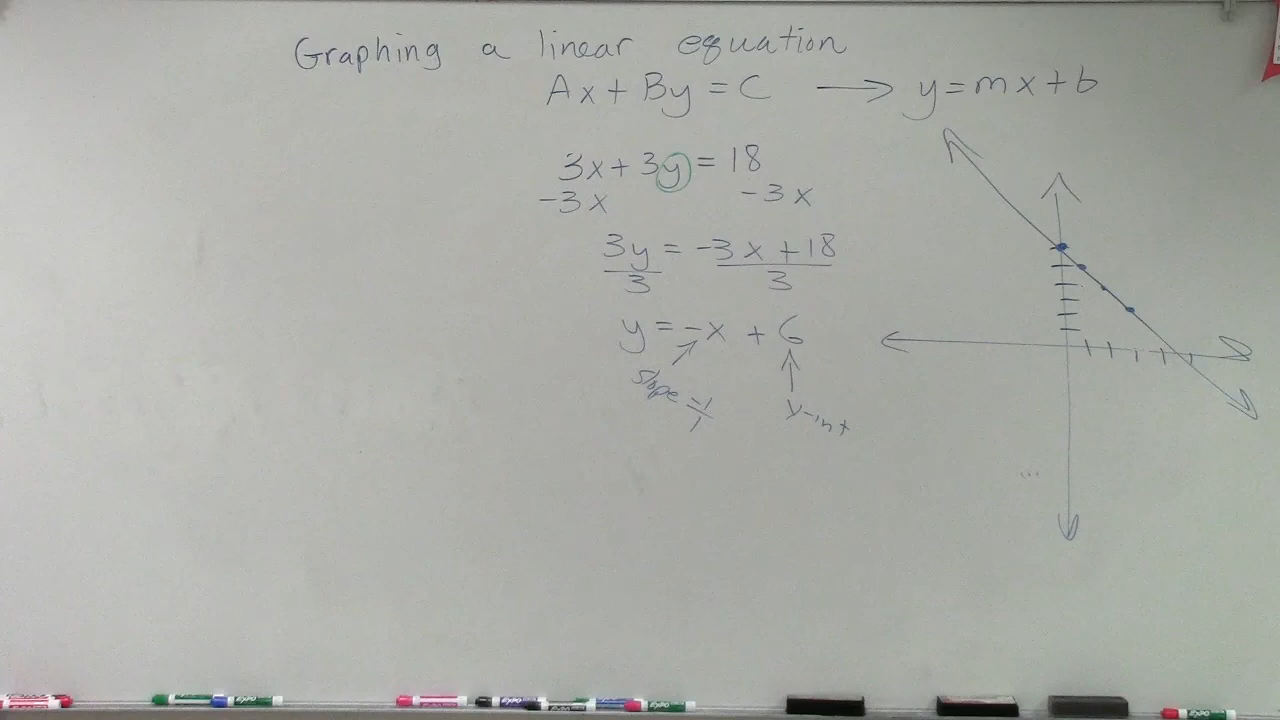 Graphing a linear equation
Ax + By = C → y = mx + b
3x + 3y = 18
-3x -3x
3y = -3x + 18
3 3
y = -x + 6
slope -1/1
y-int